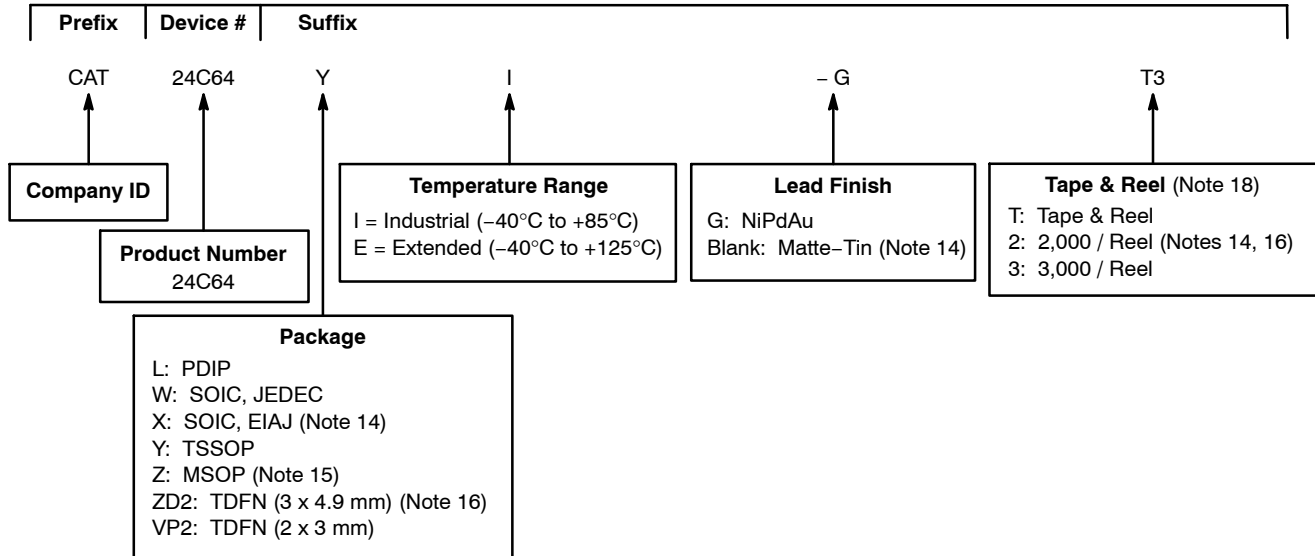 Prefix Device # Suffix
CAT 24C64 Y I – G T3
Company ID
Product Number
24C64
Package
L: PDIP
W: SOIC, JEDEC
X: SOIC, EIAJ (Note 14)
Y: TSSOP
Z: MSOP (Note 15)
ZD2: TDFN (3 x 4.9 mm) (Note 16)
VP2: TDFN (2 x 3 mm)
Temperature Range
I = Industrial (−40°C to +85°C)
E = Extended (−40°C to +125°C)
Lead Finish
G: NiPdAu
Blank: Matte−Tin (Note 14)
Tape & Reel (Note 18)
T: Tape & Reel
2: 2,000 / Reel (Notes 14, 16)
3: 3,000 / Reel